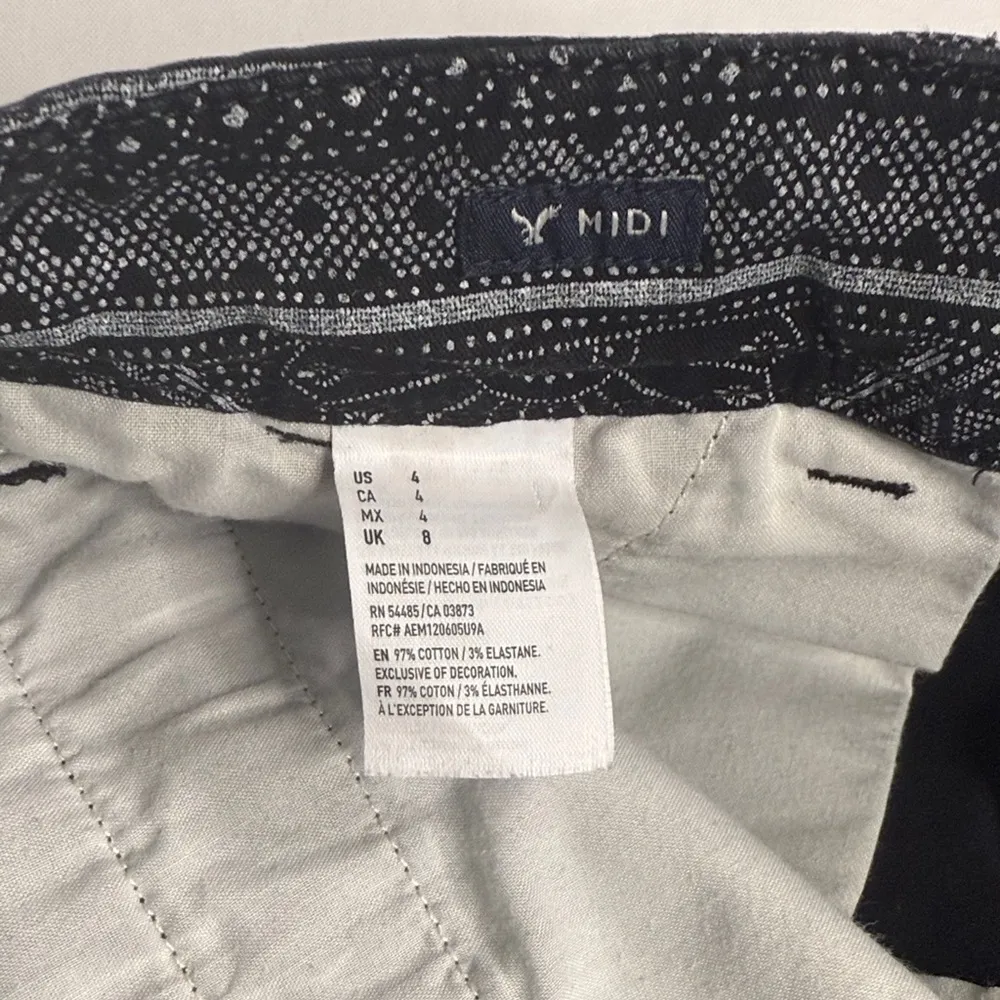 MIDI
US 4
CA 4
MX 4
UK 8
MADE IN INDONESIA / FABRIQUÉ EN
INDONÉSIE / HECHO EN INDONESIA
RN 54485 / CA 03873
RFC# AEM120605U9A
EN 97% COTTON / 3% ELASTANE.
EXCLUSIVE OF DECORATION.
FR 97% COTON / 3% ÉLASTHANNE.
À L'EXCEPTION DE LA GARNITURE.